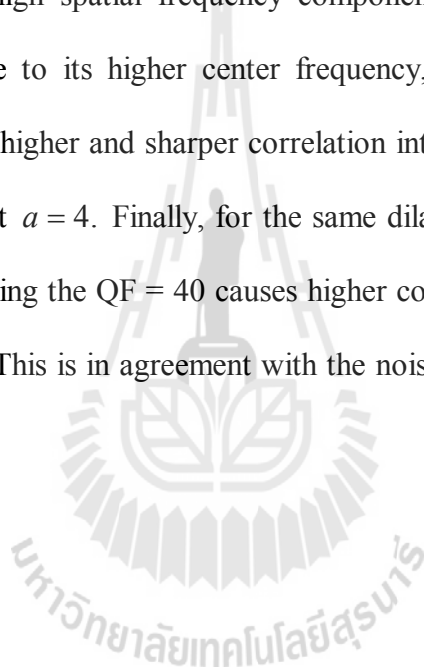 high spatial frequency component
e to its higher center frequency,
higher and sharper correlation int
t a = 4. Finally, for the same dila
ing the QF = 40 causes higher co
This is in agreement with the nois
มหาวิทยาลัยเทคโนโลยีสุรนารี